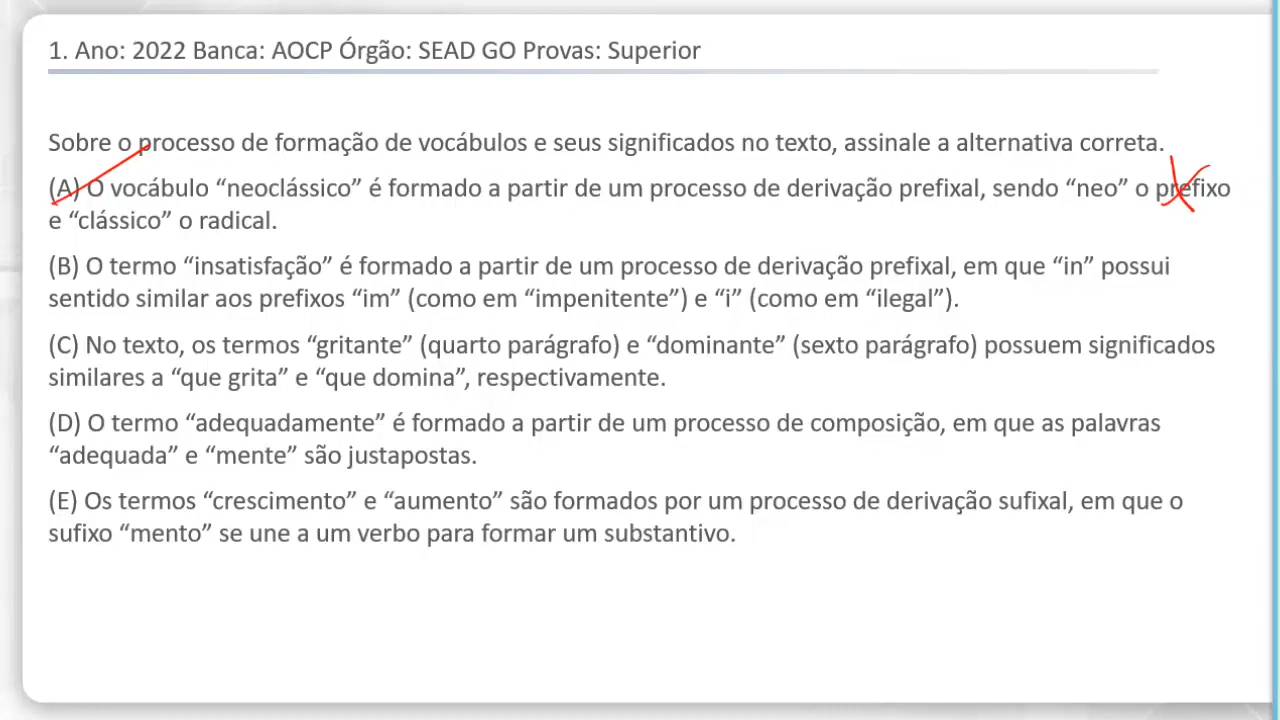 1. Ano: 2022 Banca: AOCP Órgão: SEAD GO Provas: Superior
Sobre o processo de formação de vocábulos e seus significados no texto, assinale a alternativa correta.
(A) O vocábulo “neoclássico” é formado a partir de um processo de derivação prefixal, sendo “neo” o prefixo
e “clássico” o radical.
(B) O termo “insatisfação” é formado a partir de um processo de derivação prefixal, em que “in” possui
sentido similar aos prefixos “im” (como em “impenitente”) e “i” (como em “ilegal”).
(C) No texto, os termos “gritante” (quarto parágrafo) e “dominante” (sexto parágrafo) possuem significados
similares a “que grita” e “que domina”, respectivamente.
(D) O termo “adequadamente” é formado a partir de um processo de composição, em que as palavras
“adequada” e “mente” são justapostas.
(E) Os termos “crescimento” e “aumento” são formados por um processo de derivação sufixal, em que o
sufixo “mento” se une a um verbo para formar um substantivo.